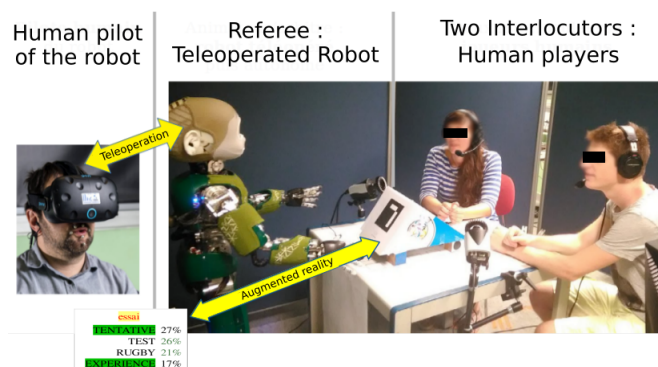 Human pilot
of the robot
Referee :
Teleoperated Robot
Two Interlocutors :
Human players
Teleoperation
Augmented reality
essai
TENTATIVE 27%
TEST 26%
RUGBY 21%
EXPERIENCE 17%